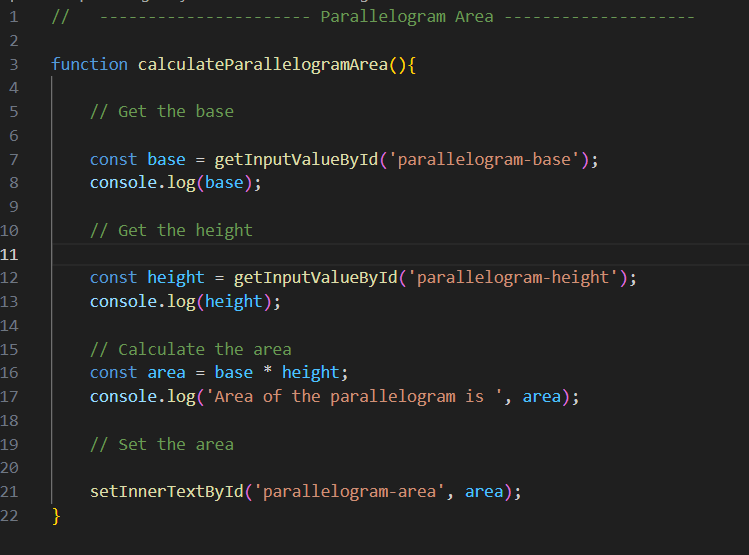 1 // ---------------------- Parallelogram Area --------------------
2
3 function calculateParallelogramArea(){
4
5 // Get the base
6
7 const base = getInputValueById('parallelogram-base');
8 console.log(base);
9
10 // Get the height
11
12 const height = getInputValueById('parallelogram-height');
13 console.log(height);
14
15 // Calculate the area
16 const area = base * height;
17 console.log('Area of the parallelogram is ', area);
18
19 // Set the area
20
21 setInnerTextById('parallelogram-area', area);
22 }